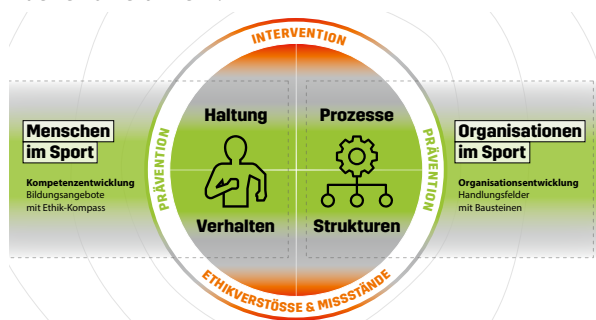 INTERVENTION
Menschen
im Sport
Kompetenzentwicklung
Bildungsangebote
mit Ethik-Kompass
PRÄVENTION
Haltung
Prozesse
Verhalten
Strukturen
PRÄVENTION
Organisationen
im Sport
Organisationsentwicklung
Handlungsfelder
mit Bausteinen
ETHIKVERSTÖSSE & MISSSTÄNDE